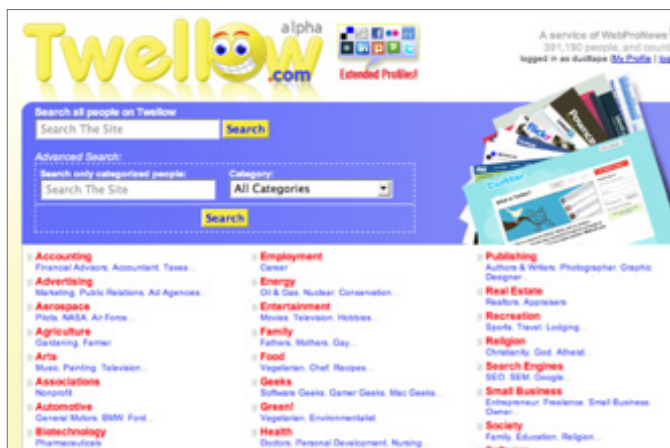 Twellow
.com
alpha
Extended Profiles!
A service of WebProNews
391,190 people, and count
logged in as ducttape (My Profile | log
Search all people on Twellow
Search The Site
Search
Advanced Search:
Search only categorized people:
Category:
Search The Site
All Categories
Search
flickr
twitter
Accounting
Financial Advisors, Accountant, Taxes...
Advertising
Marketing, Public Relations, Ad Agencies...
Aerospace
Pilots, NASA, Air Force...
Agriculture
Gardening, Farmer
Arts
Music, Painting, Television...
Associations
Nonprofit
Automotive
General Motors, BMW, Ford...
Biotechnology
Pharmaceuticals
Employment
Career
Energy
Oil & Gas, Nuclear, Conservation...
Entertainment
Movies, Television, Hobbies...
Family
Fathers, Mothers, Gay...
Food
Vegetarian, Chef, Recipes...
Geeks
Software Geeks, Gamer Geeks, Mac Geeks...
Green!
Vegetarian, Environmentalist
Health
Doctors, Personal Development, Nursing
Publishing
Authors & Writers, Photographer, Graphic
Designer...
Real Estate
Realtors, Appraisers
Recreation
Sports, Travel, Lodging...
Religion
Christianity, God, Atheist...
Search Engines
SEO, SEM, Google...
Small Business
Entrepreneur, Freelance, Small Business
Owner...
Society
Family, Education, Religion...